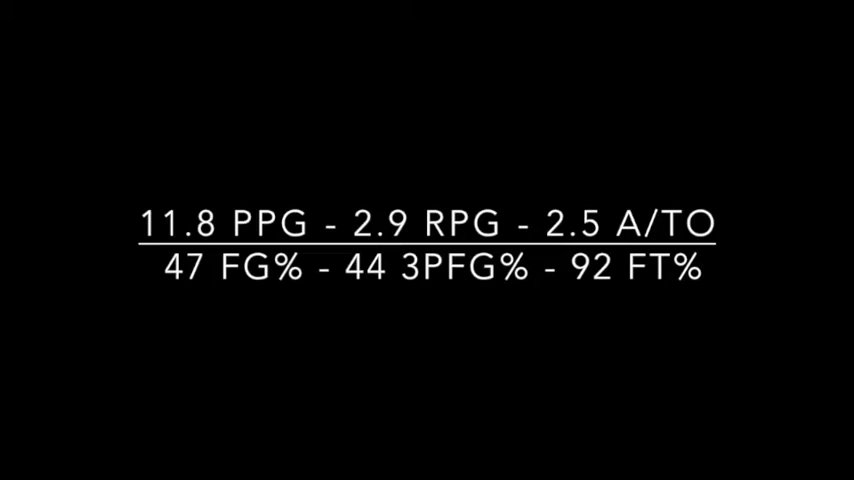 11.8 PPG - 2.9 RPG - 2.5 A/TO
47 FG% - 44 3PFG% - 92 FT%